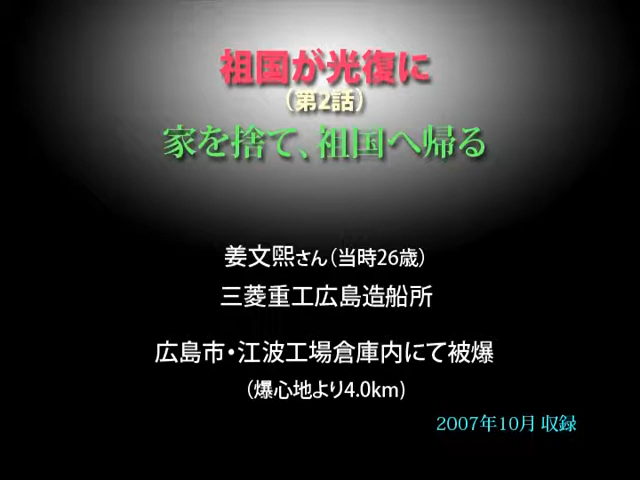 祖国が光復に
（第2話）
家を捨て、祖国へ帰る
姜文熙さん（当時26歳）
三菱重工広島造船所
広島市・江波工場倉庫内にて被爆
（爆心地より4.0km）
2007年10月 収録